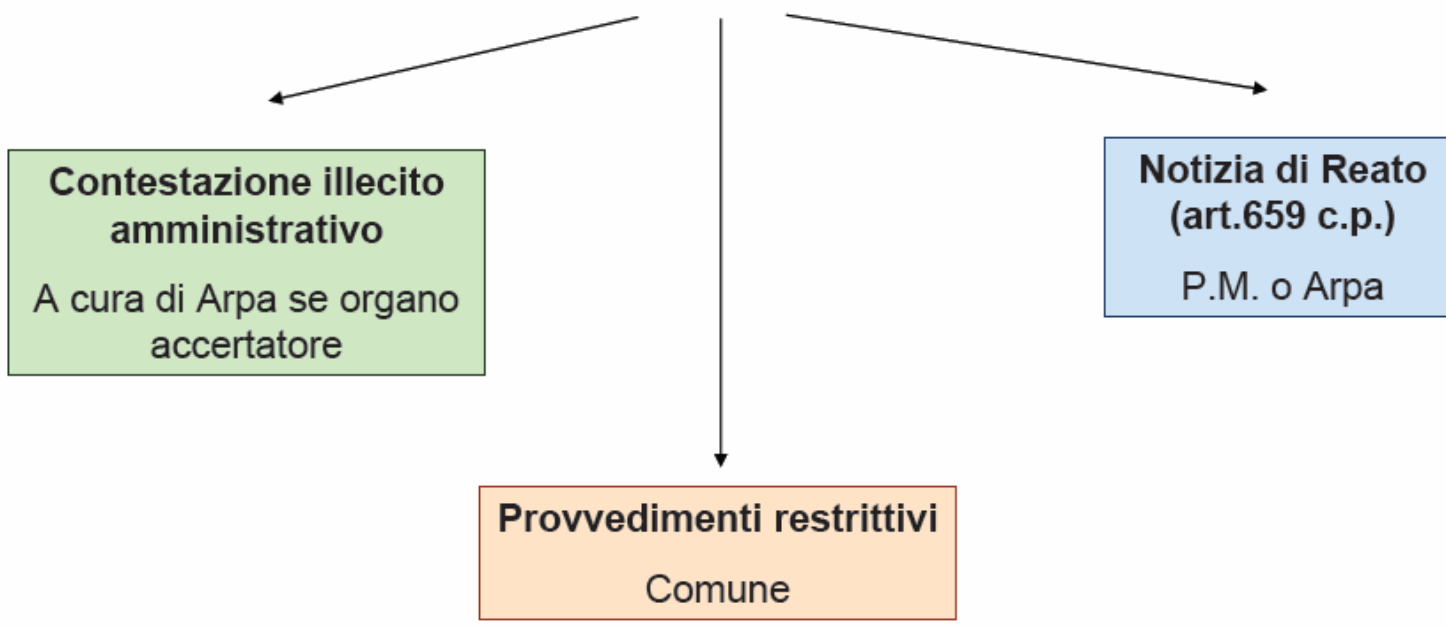 Contestazione illecito
amministrativo
A cura di Arpa se organo
accertatore
Notizia di Reato
(art.659 c.p.)
P.M. o Arpa
Provvedimenti restrittivi
Comune